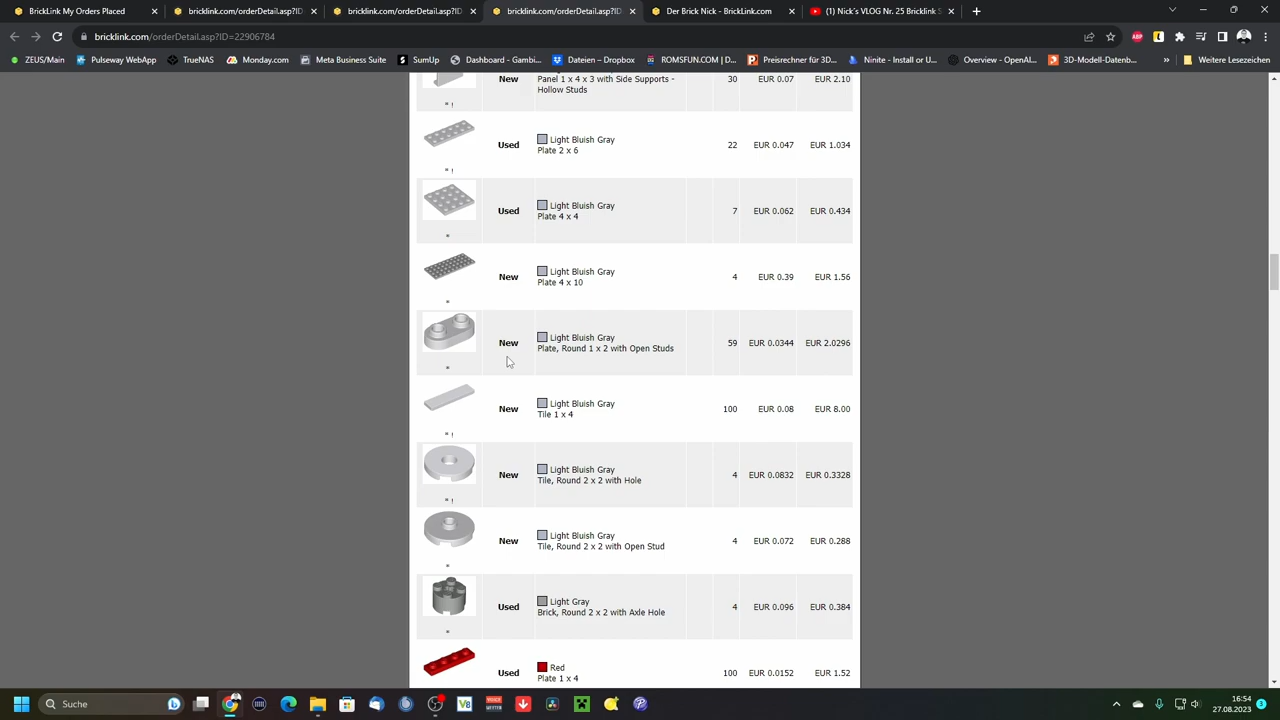 BrickLink My Orders Placed
bricklink.com/orderDetail.asp?ID=
bricklink.com/orderDetail.asp?ID=
bricklink.com/orderDetail.asp?ID=
Der Brick Nick - BrickLink.com
(1) Nick's VLOG Nr. 25 Bricklink S
bricklink.com/orderDetail.asp?ID=22906784
ZEUSTrain
Pulseway WebApp
TrueNAS
Monday.com
Meta Business Suite
SumUp
Dashboard - Gambi...
Dateien – Dropbox
ROMSFUN.COM | D...
Preisrechner für 3D...
Ninite - Install or U...
Overview - OpenAI...
3D-Modell-Datenb...
»
Weitere Lesezeichen
New
Panel 1 x 4 x 3 with Side Supports -
Hollow Studs
30
EUR 0.07
EUR 2.10
* !
Used
Light Bluish Gray
Plate 2 x 6
22
EUR 0.047
EUR 1.034
* !
Used
Light Bluish Gray
Plate 4 x 4
7
EUR 0.062
EUR 0.434
*
New
Light Bluish Gray
Plate 4 x 10
4
EUR 0.39
EUR 1.56
*
New
Light Bluish Gray
Plate, Round 1 x 2 with Open Studs
59
EUR 0.0344
EUR 2.0296
*
New
Light Bluish Gray
Tile 1 x 4
100
EUR 0.08
EUR 8.00
* !
New
Light Bluish Gray
Tile, Round 2 x 2 with Hole
4
EUR 0.0832
EUR 0.3328
* !
New
Light Bluish Gray
Tile, Round 2 x 2 with Open Stud
4
EUR 0.072
EUR 0.288
*
Used
Light Gray
Brick, Round 2 x 2 with Axle Hole
4
EUR 0.096
EUR 0.384
*
Used
Red
Plate 1 x 4
100
EUR 0.0152
EUR 1.52
Suche
16:54
27.08.2023